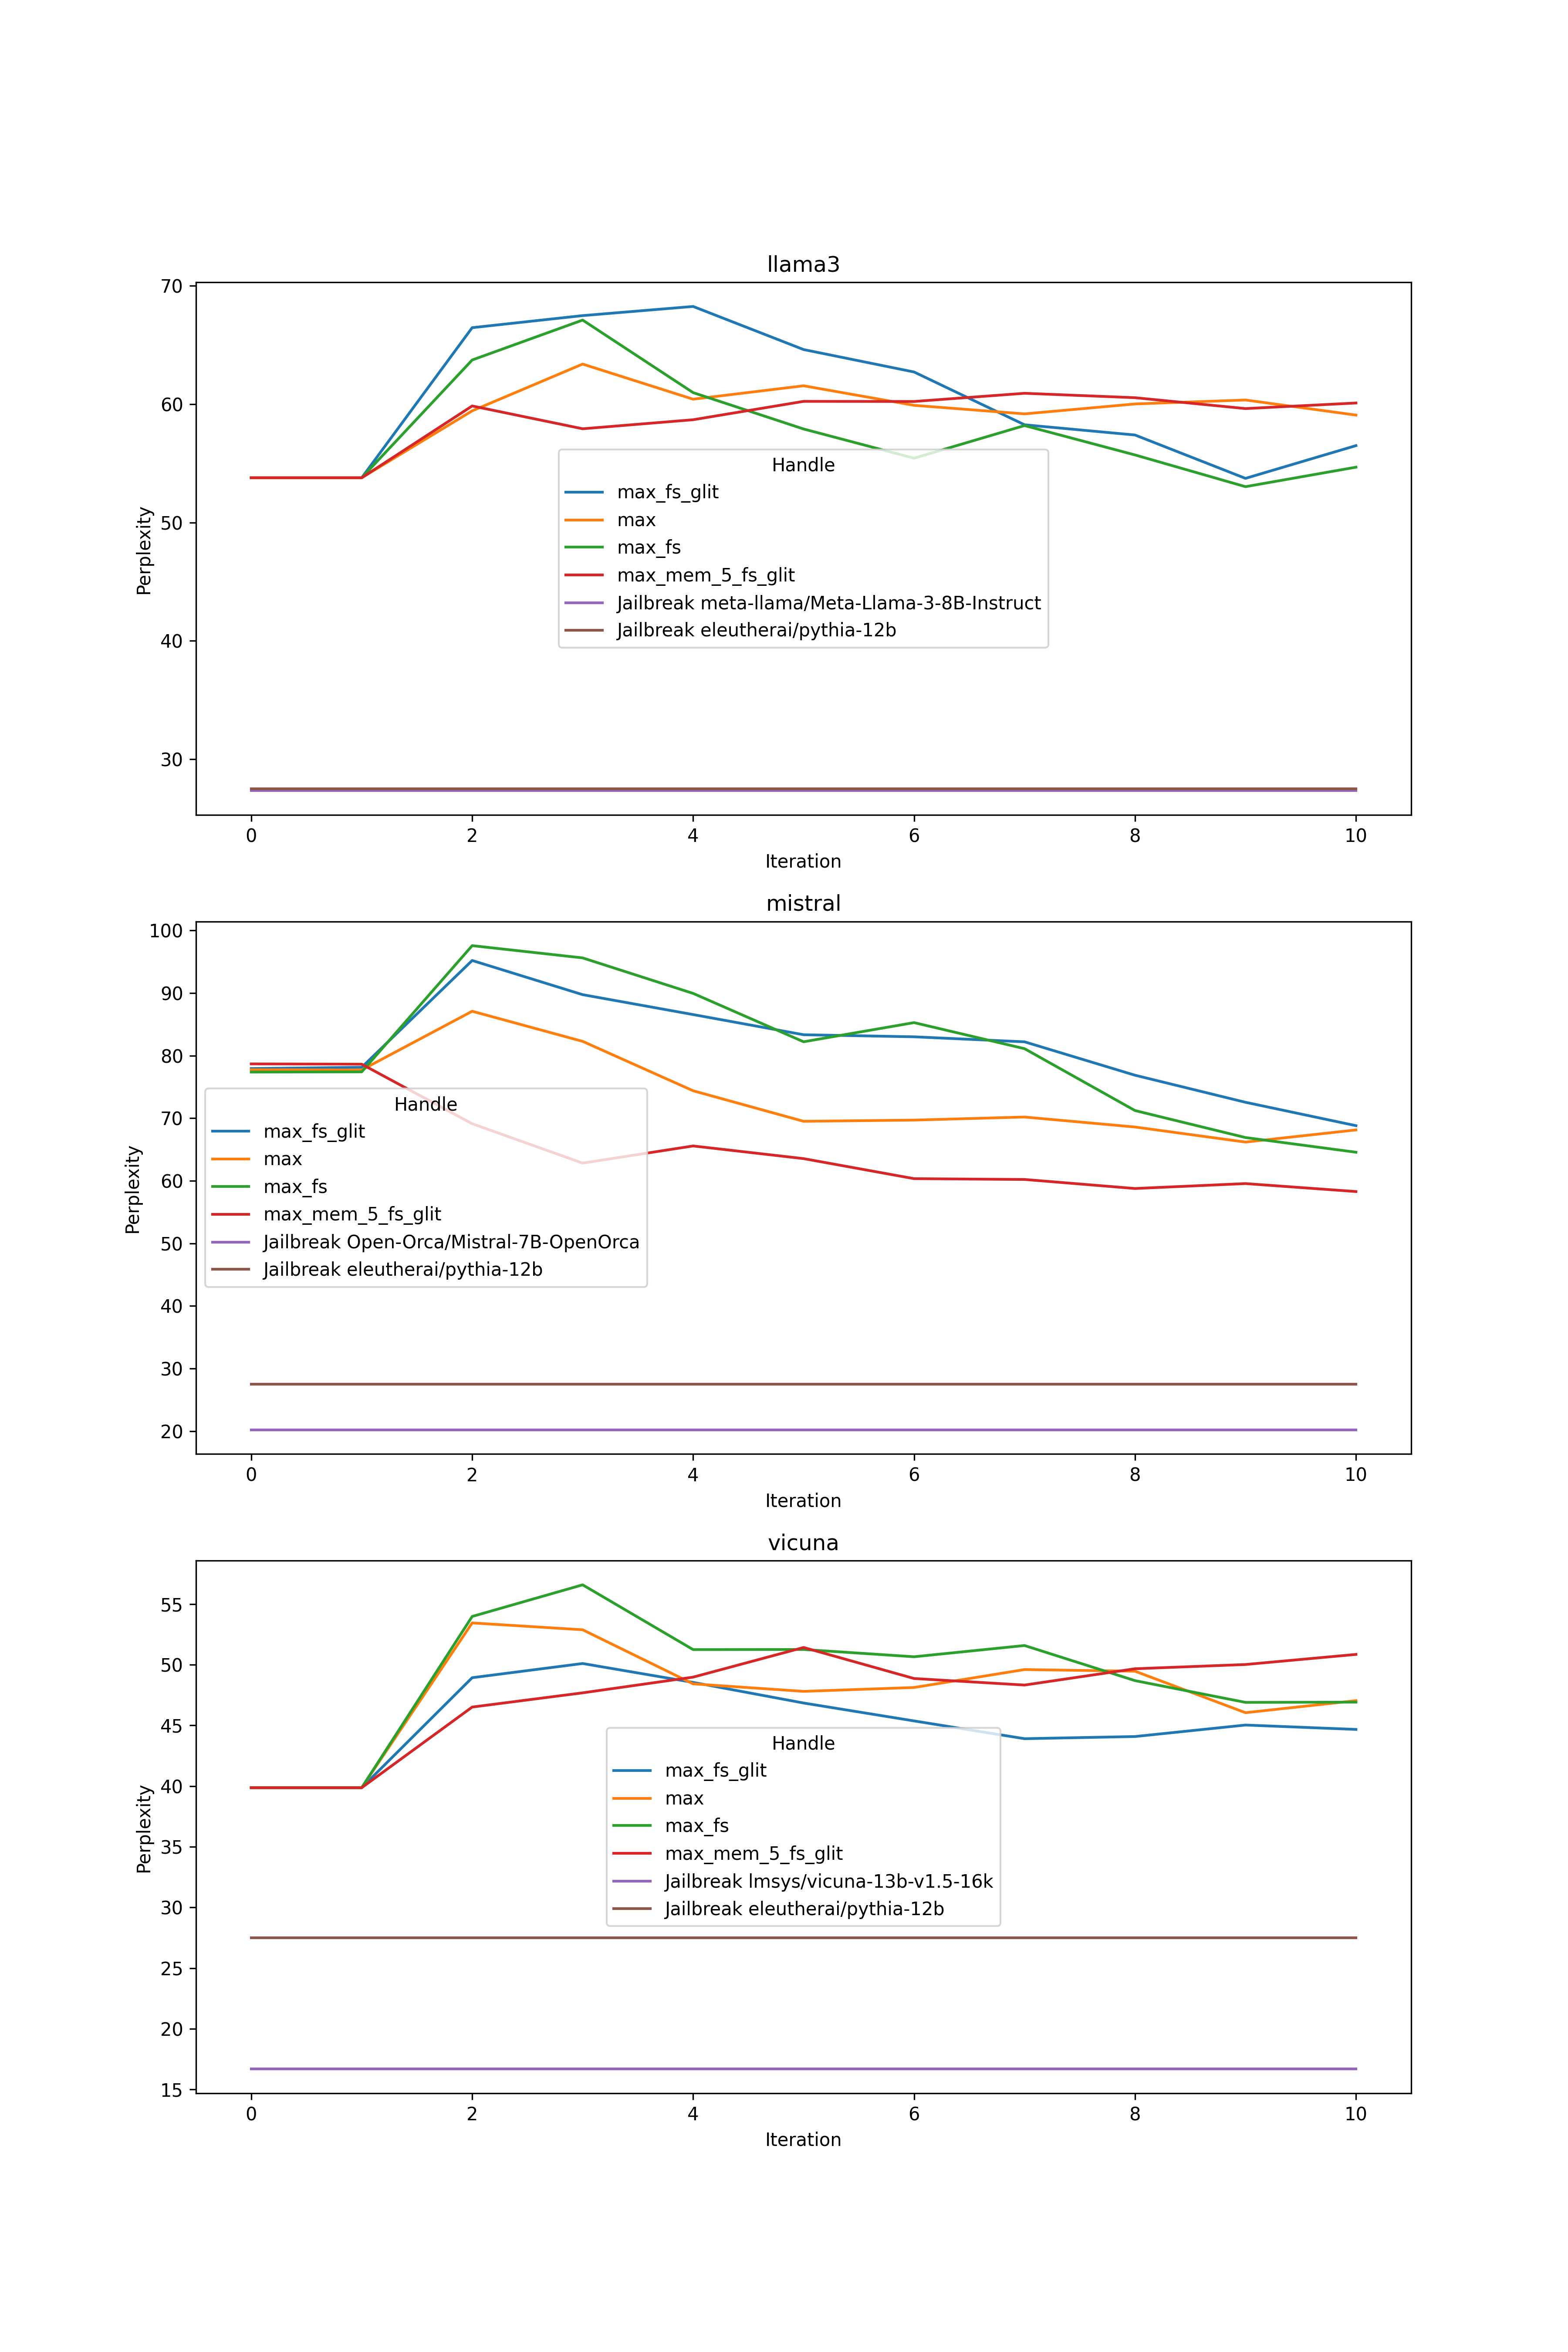 llama3
70
60
50
40
30
Perplexity
Handle
max_fs_glit
max
max_fs
max_mem_5_fs_glit
Jailbreak meta-llama/Meta-Llama-3-8B-Instruct
Jailbreak eleutherai/pythia-12b
0 2 4 6 8 10
Iteration
mistral
100
90
80
70
60
50
40
30
20
Perplexity
Handle
max_fs_glit
max
max_fs
max_mem_5_fs_glit
Jailbreak Open-Orca/Mistral-7B-OpenOrca
Jailbreak eleutherai/pythia-12b
0 2 4 6 8 10
Iteration
vicuna
55
50
45
40
35
30
25
20
15
Perplexity
Handle
max_fs_glit
max
max_fs
max_mem_5_fs_glit
Jailbreak lmsys/vicuna-13b-v1.5-16k
Jailbreak eleutherai/pythia-12b
0 2 4 6 8 10
Iteration